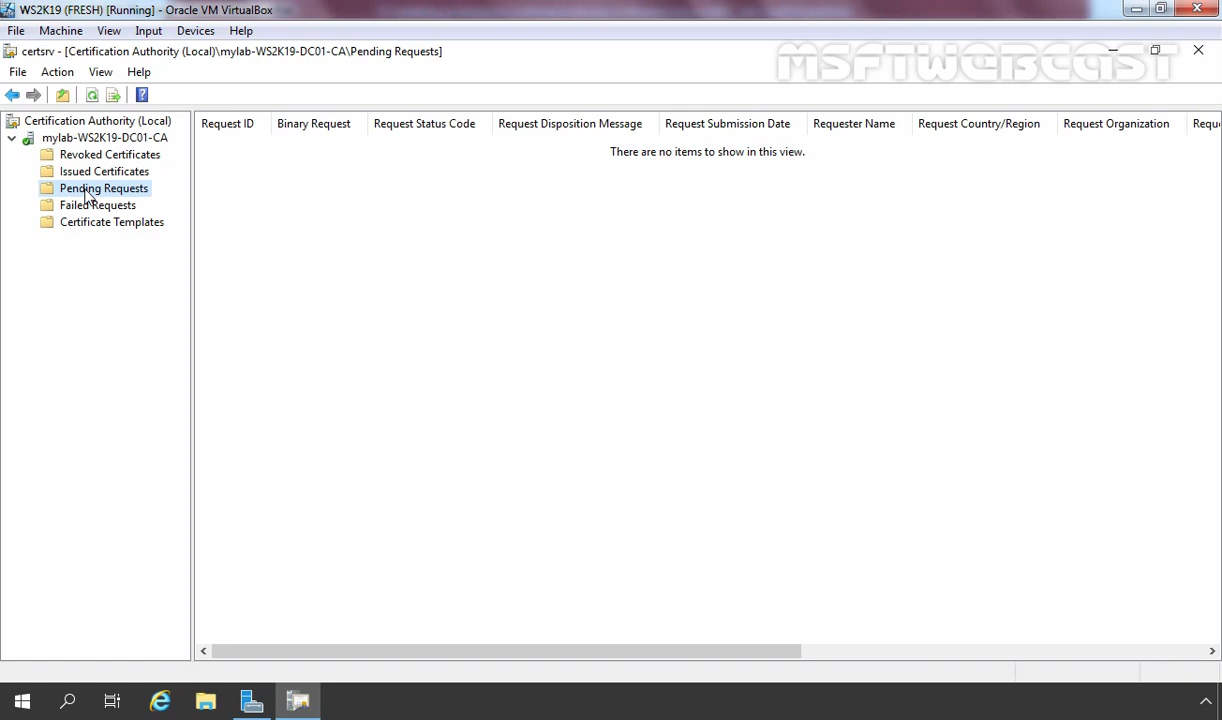 WS2K19 (FRESH) [Running] - Oracle VM VirtualBox
File Machine View Input Devices Help
certsrv - [Certification Authority (Local)\mylab-WS2K19-DC01-CA\Pending Requests]
MSFTWEBCAST
File Action View Help
Certification Authority (Local)
mylab-WS2K19-DC01-CA
Revoked Certificates
Issued Certificates
Pending Requests
Failed Requests
Certificate Templates
Request ID Binary Request Request Status Code Request Disposition Message Request Submission Date Requester Name Request Country/Region Request Organization Reque
There are no items to show in this view.